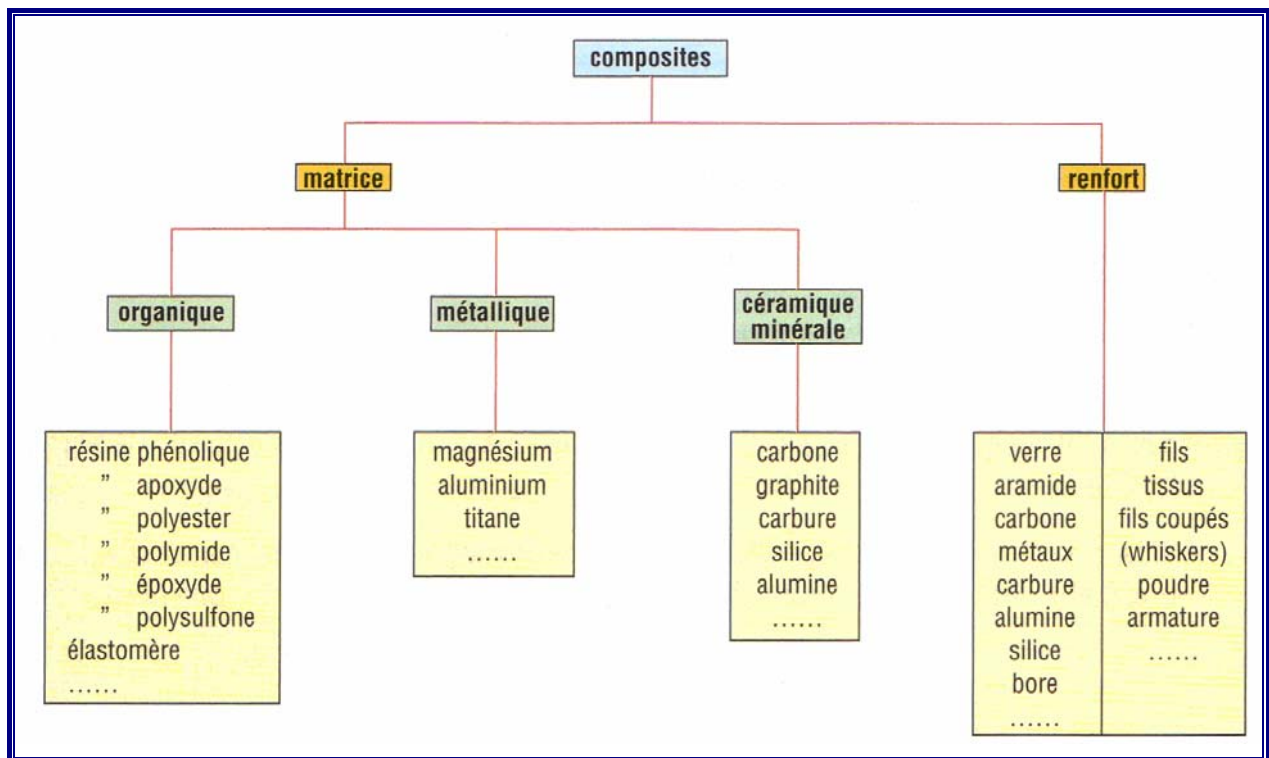 composites
matrice
renfort
organique
métallique
céramique
minérale
résine phénolique
” apoxyde
” polyester
” polymide
” époxyde
” polysulfone
élastomère
......
magnésium
aluminium
titane
......
carbone
graphite
carbure
silice
alumine
......
verre
aramide
carbone
métaux
carbure
alumine
silice
bore
......
fils
tissus
fils coupés
(whiskers)
poudre
armature
......